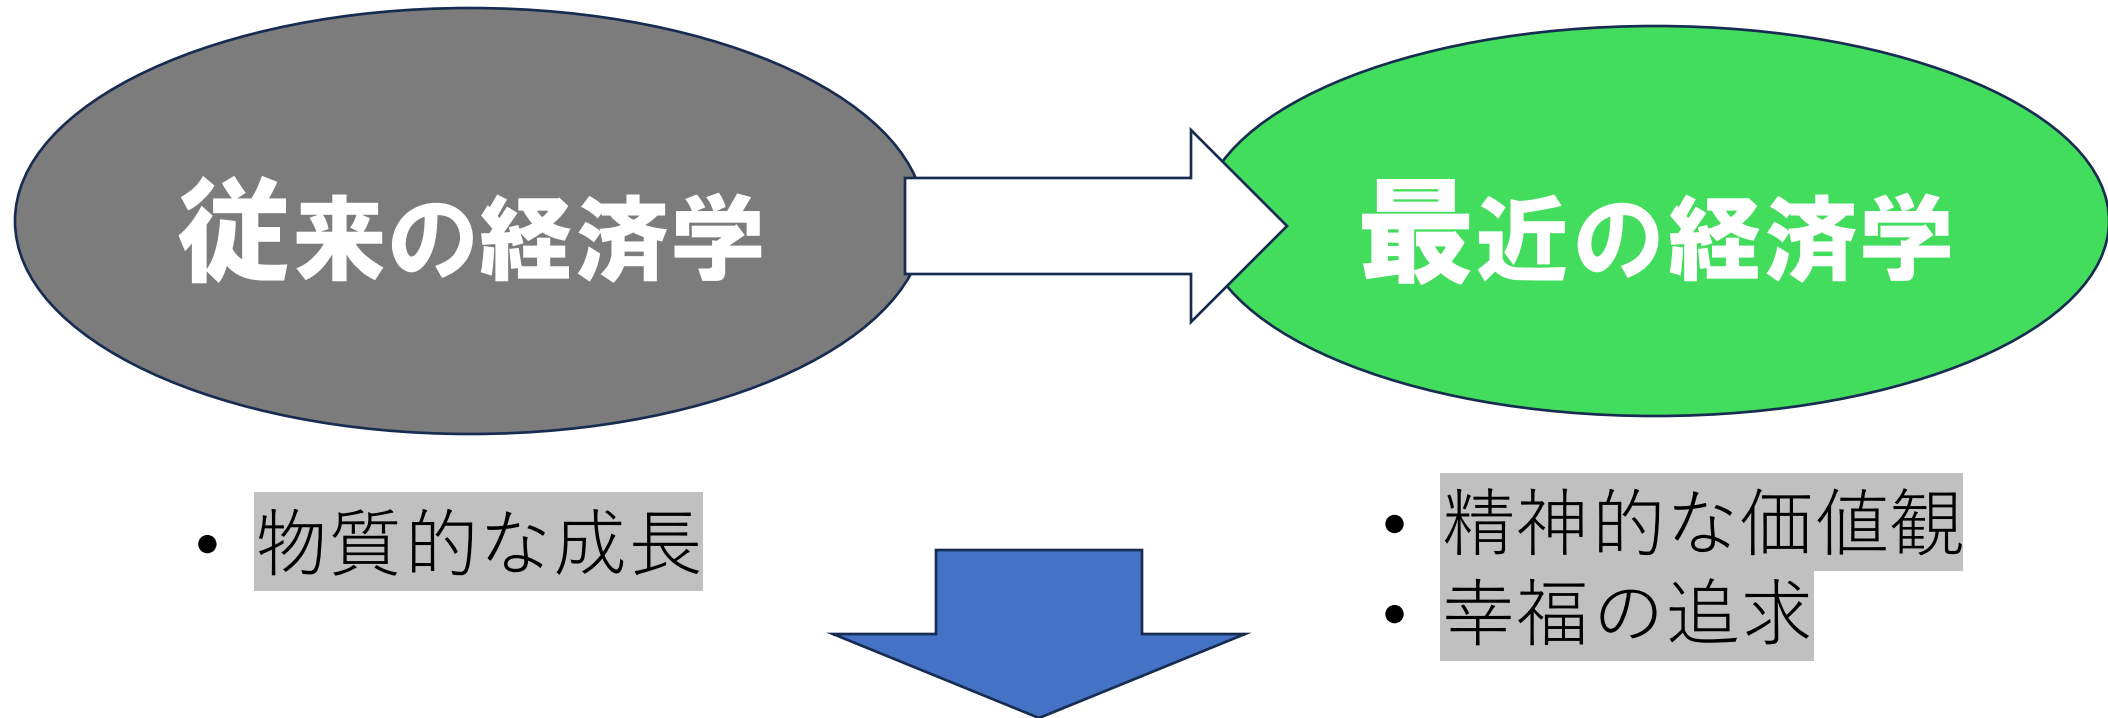 従来の経済学
最近の経済学
• 物質的な成長
• 精神的な価値観
• 幸福の追求